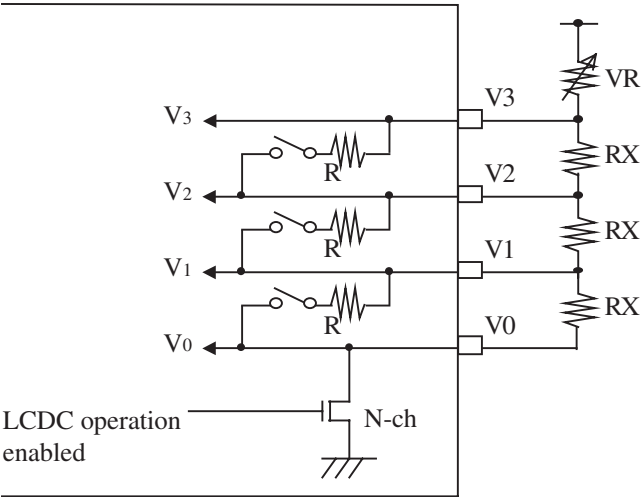 VR
V3
V3
R
RX
V2
V2
R
RX
V1
V1
R
RX
V0
V0
N-ch
LCDC operation
enabled